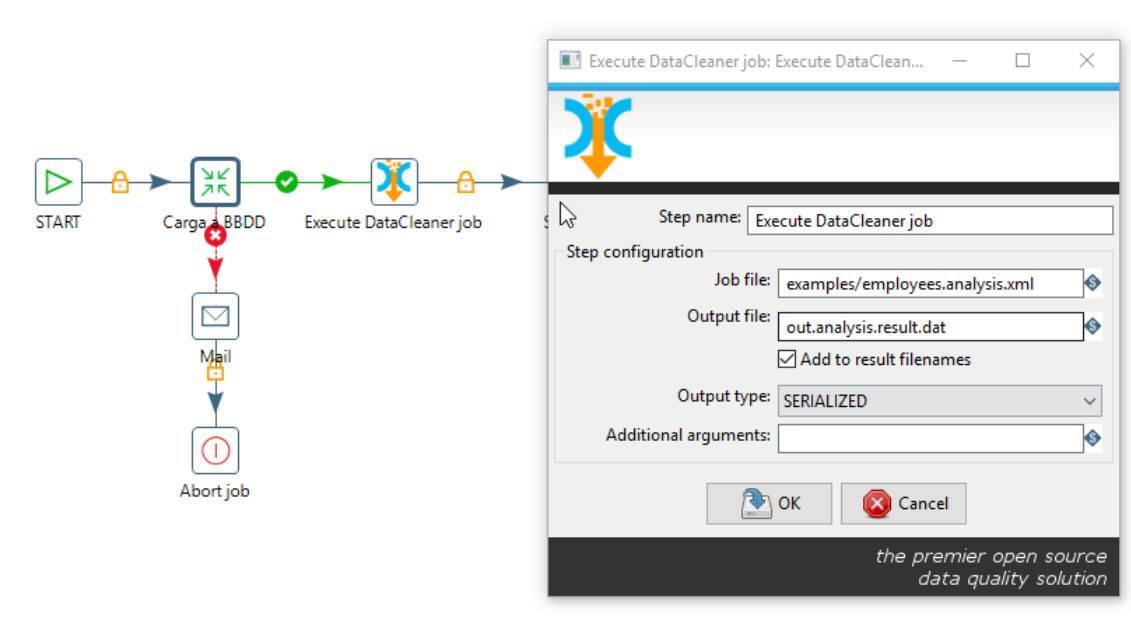 Execute DataCleaner job: Execute DataClean...
START
Carga a BBDD
Execute DataCleaner job
S
Mail
Abort job
Step name: Execute DataCleaner job
Step configuration
Job file: examples/employees.analysis.xml
Output file: out.analysis.result.dat
Add to result filenames
Output type: SERIALIZED
Additional arguments:
OK Cancel
the premier open source
data quality solution